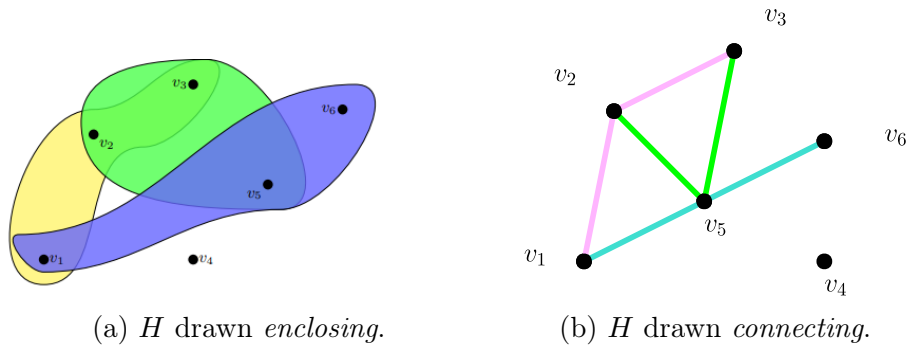 v₃
v₆
v₂
v₅
v₁
v₄
v₃
v₂
v₆
v₅
v₁
v₄
(a) H drawn enclosing.
(b) H drawn connecting.